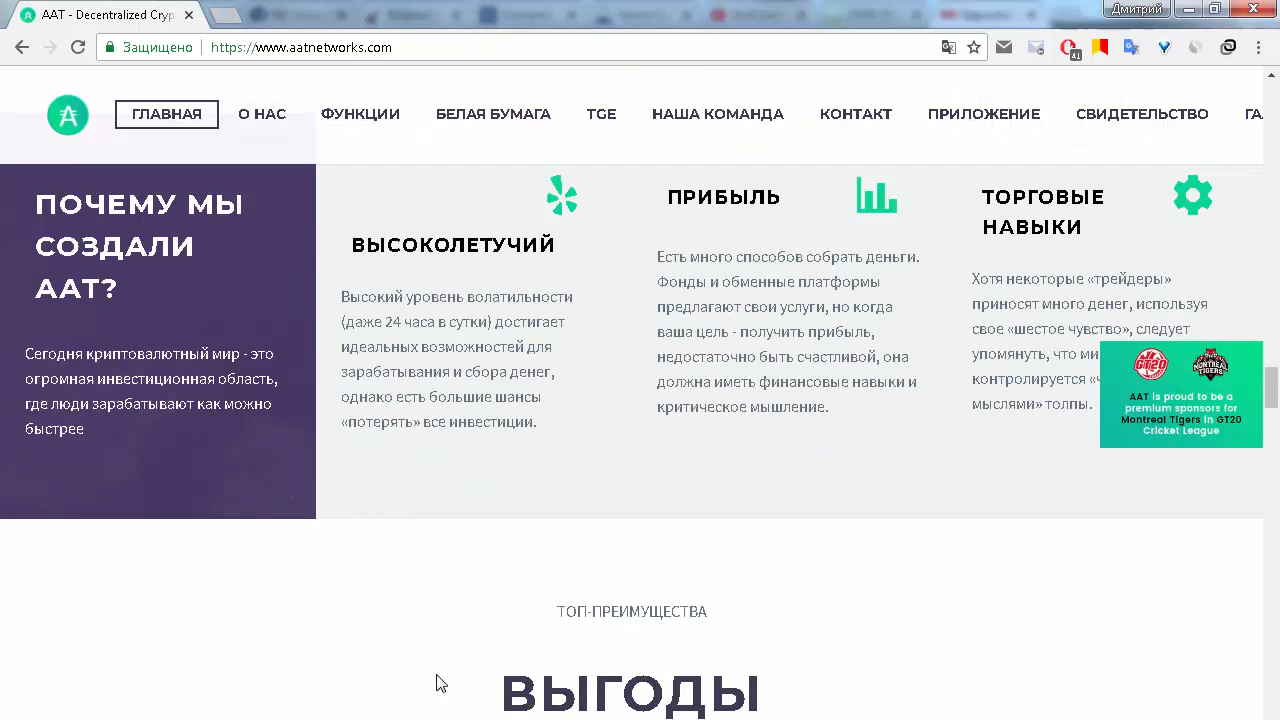 AAT - Decentralized Cryp
Дмитрий
Защищено
https://www.aatnetworks.com
41
ГЛАВНАЯ
О НАС
ФУНКЦИИ
БЕЛАЯ БУМАГА
TGE
НАША КОМАНДА
КОНТАКТ
ПРИЛОЖЕНИЕ
СВИДЕТЕЛЬСТВО
ГА
ПОЧЕМУ МЫ
СОЗДАЛИ
ААТ?
Сегодня криптовалютный мир - это
огромная инвестиционная область,
где люди зарабатывают как можно
быстрее
ВЫСОКОЛЕТУЧИЙ
Высокий уровень волатильности
(даже 24 часа в сутки) достигает
идеальных возможностей для
зарабатывания и сбора денег,
однако есть большие шансы
«потерять» все инвестиции.
ПРИБЫЛЬ
Есть много способов собрать деньги.
Фонды и обменные платформы
предлагают свои услуги, но когда
ваша цель - получить прибыль,
недостаточно быть счастливой, она
должна иметь финансовые навыки и
критическое мышление.
ТОРГОВЫЕ
НАВЫКИ
Хотя некоторые «трейдеры»
приносят много денег, используя
свое «шестое чувство», следует
упомянуть, что ми
контролируется «ч
мыслями» толпы.
GT20
MONTREAL
TIGERS
AAT is proud to be a
premium sponsors for
Montreal Tigers in GT20
Cricket League
ТОП-ПРЕИМУЩЕСТВА
ВЫГОДЫ